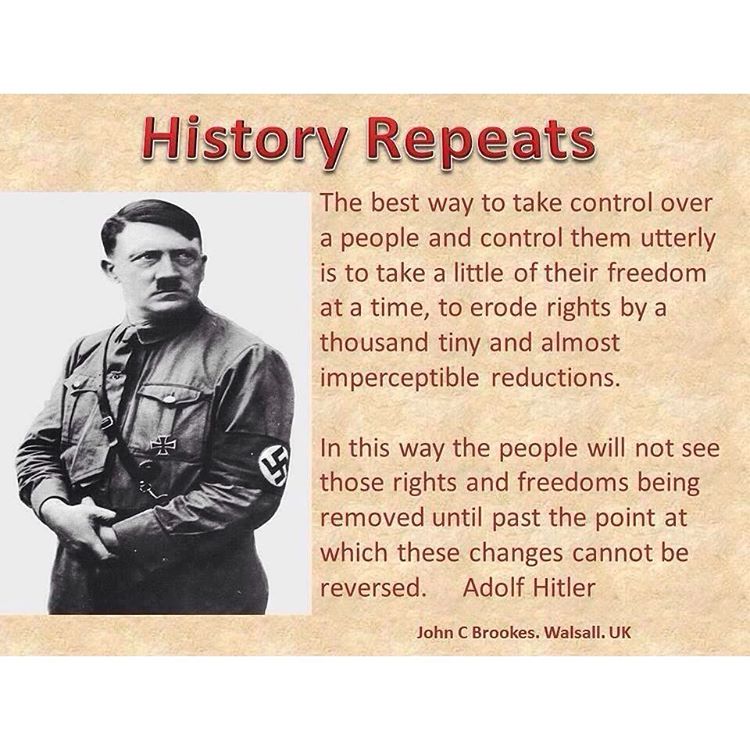 History Repeats
The best way to take control over
a people and control them utterly
is to take a little of their freedom
at a time, to erode rights by a
thousand tiny and almost
imperceptible reductions.
In this way the people will not see
those rights and freedoms being
removed until past the point at
which these changes cannot be
reversed. Adolf Hitler
John C Brookes. Walsall. UK